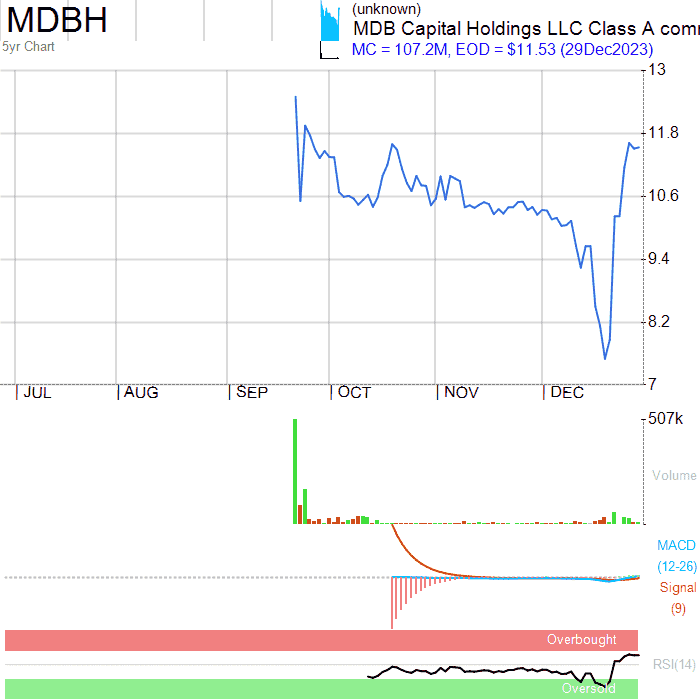 MDBH
5yr Chart
(unknown)
MDB Capital Holdings LLC Class A com
MC = 107.2M, EOD = $11.53 (29Dec2023)
13
11.8
10.6
9.4
8.2
7
JUL AUG SEP OCT NOV DEC
507k
Volume
MACD
(12-26)
Signal
(9)
Overbought
RSI(14)
Oversold